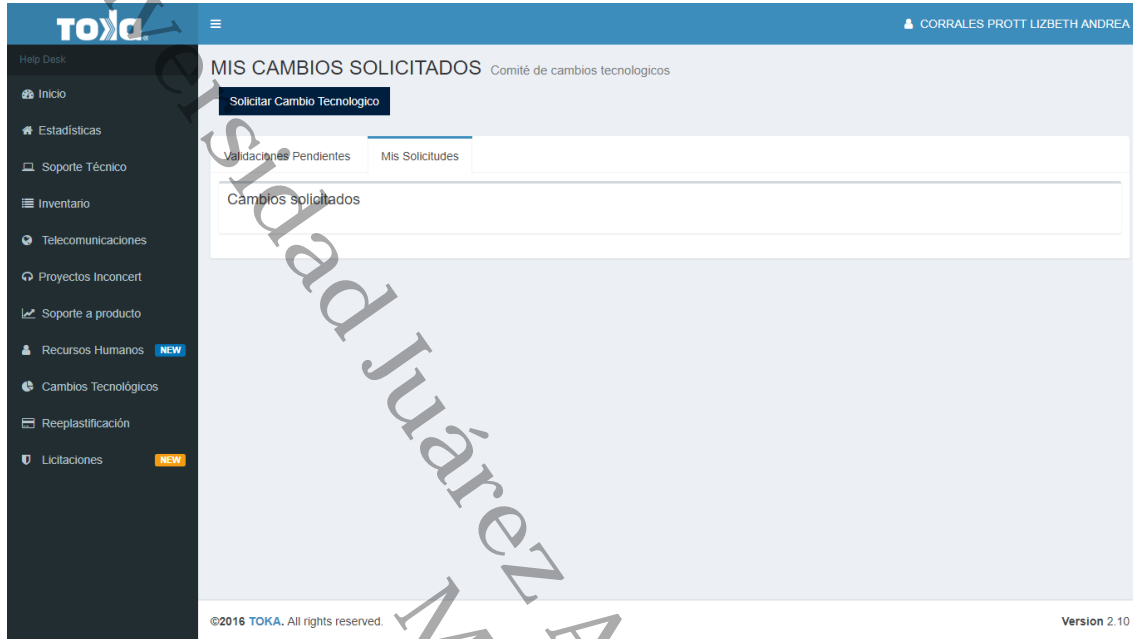 TOKA
CORRALES PROTT LIZBETH ANDREA
Help Desk
Inicio
Estadísticas
Soporte Técnico
Inventario
Telecomunicaciones
Proyectos Inconcert
Soporte a producto
Recursos Humanos NEW
Cambios Tecnológicos
Reeplastificación
Licitaciones NEW
MIS CAMBIOS SOLICITADOS Comité de cambios tecnologicos
Solicitar Cambio Tecnologico
Validaciones Pendientes Mis Solicitudes
Cambios solicitados
©2016 TOKA. All rights reserved. Version 2.10
versidad Juárez A
M